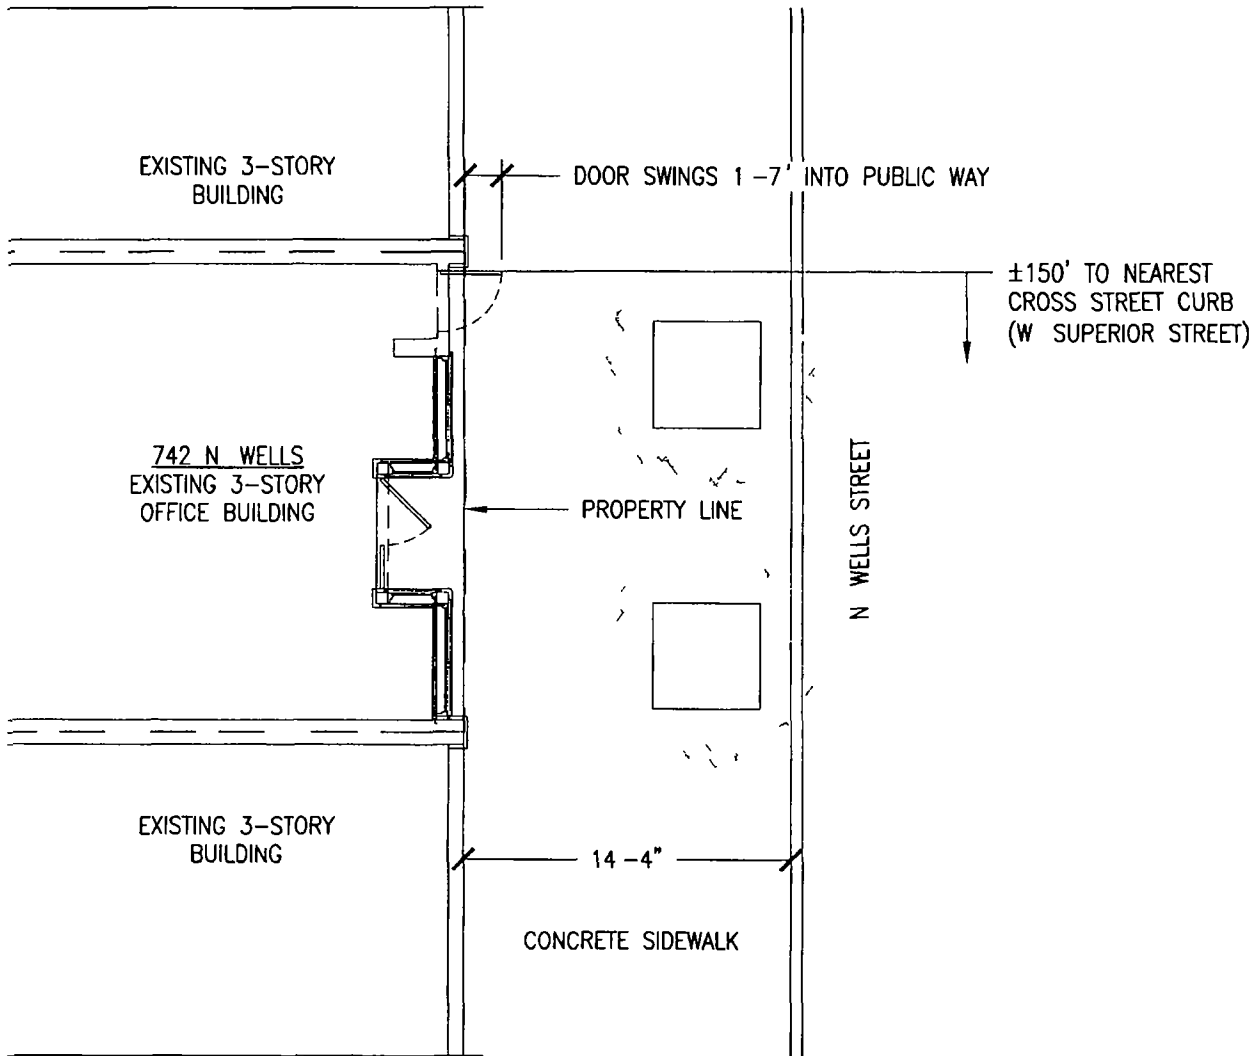 EXISTING 3-STORY
BUILDING
DOOR SWINGS 1 -7' INTO PUBLIC WAY
±150' TO NEAREST
CROSS STREET CURB
(W SUPERIOR STREET)
742 N WELLS
EXISTING 3-STORY
OFFICE BUILDING
PROPERTY LINE
N WELLS STREET
EXISTING 3-STORY
BUILDING
14 -4"
CONCRETE SIDEWALK